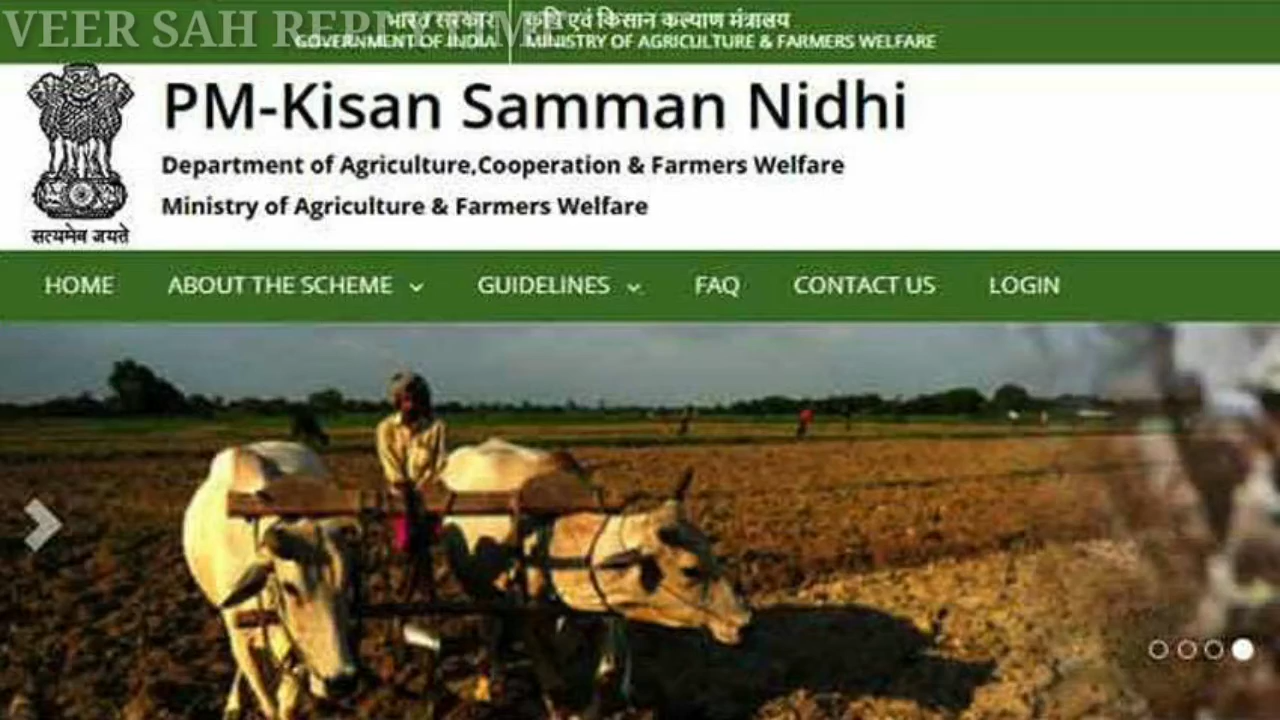 VEER SAH
भारत सरकार
GOVERNMENT OF INDIA
कृषि एवं किसान कल्याण मंत्रालय
MINISTRY OF AGRICULTURE & FARMERS WELFARE
PM-Kisan Samman Nidhi
Department of Agriculture,Cooperation & Farmers Welfare
Ministry of Agriculture & Farmers Welfare
सत्यमेव जयते
HOME ABOUT THE SCHEME GUIDELINES FAQ CONTACT US LOGIN